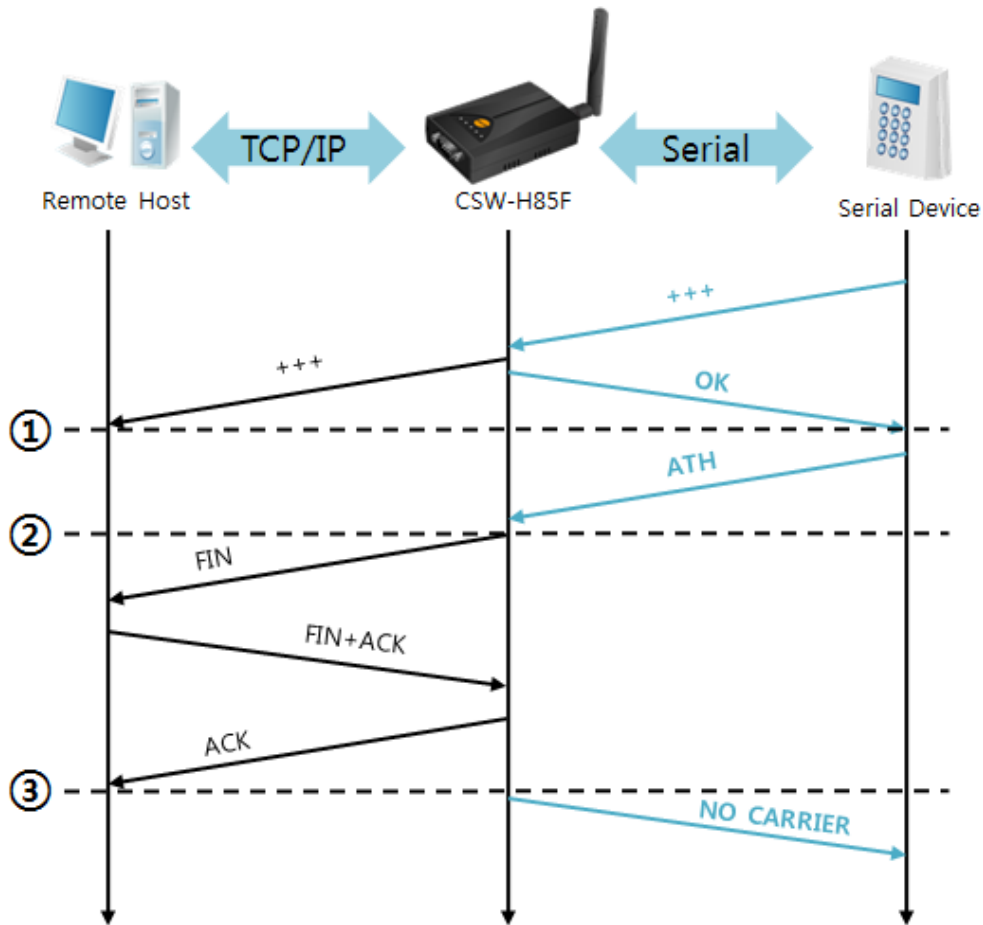 TCP/IP
Serial
Remote Host
CSW-H85F
Serial Device
+++
+++
OK
①
ATH
②
FIN
FIN+ACK
ACK
③
NO CARRIER